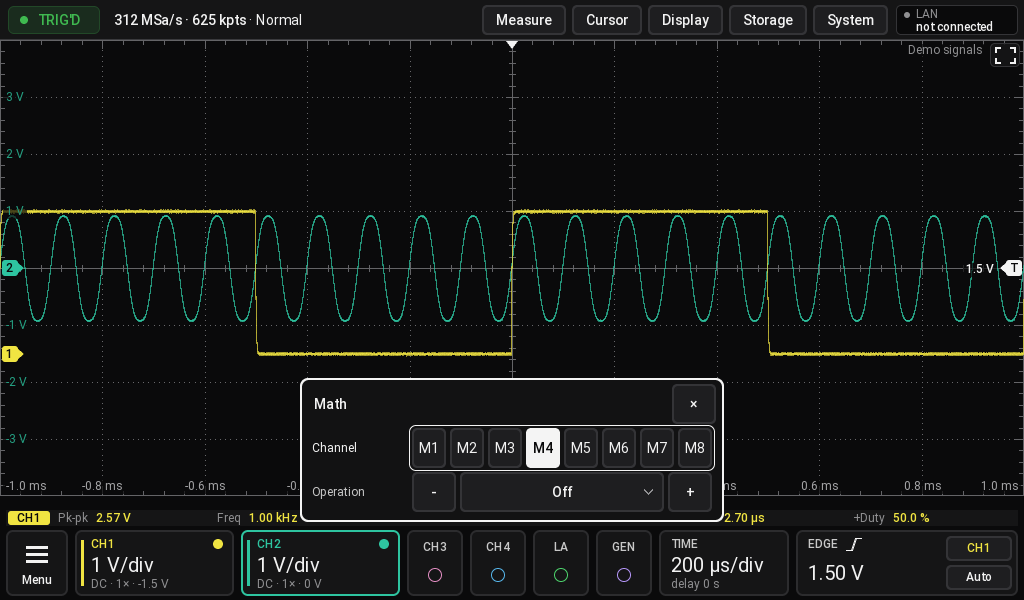 TRIG'D 312 MSa/s · 625 kpts · Normal Measure Cursor Display Storage System LAN not connected
Demo signals
3 V
2 V
1 V
2 1.5 V T
-1 V
1
-2 V
-3 V
Math ×
Channel M1 M2 M3 M4 M5 M6 M7 M8
Operation - Off +
-1.0 ms -0.8 ms -0.6 ms 0.6 ms 0.8 ms 1.0 ms
CH1 Pk-pk 2.57 V Freq 1.00 kHz 2.70 µs +Duty 50.0 %
Menu
CH1
1 V/div
DC · 1× · -1.5 V
CH2
1 V/div
DC · 1× · 0 V
CH3
CH4
LA
GEN
TIME
200 µs/div
delay 0 s
EDGE
1.50 V
CH1
Auto